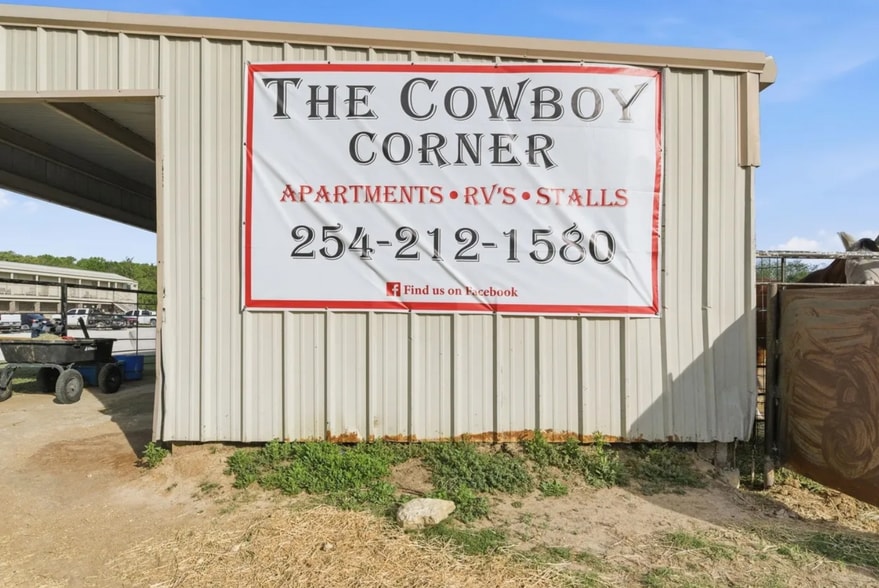 THE COWBOY
CORNER
APARTMENTS • RV'S • STALLS
254-212-1580
f Find us on Facebook